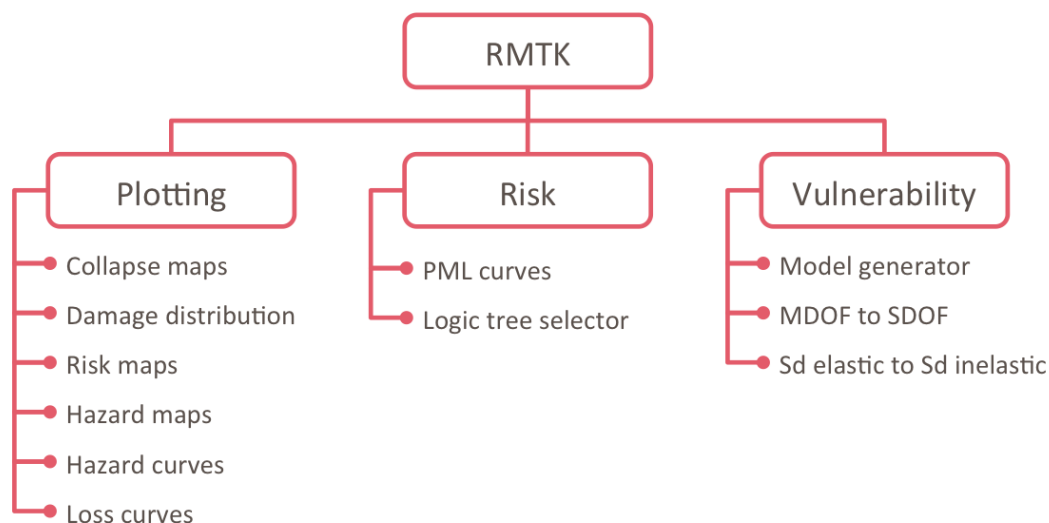 RMTK
Plotting
Collapse maps
Damage distribution
Risk maps
Hazard maps
Hazard curves
Loss curves
Risk
PML curves
Logic tree selector
Vulnerability
Model generator
MDOF to SDOF
Sd elastic to Sd inelastic